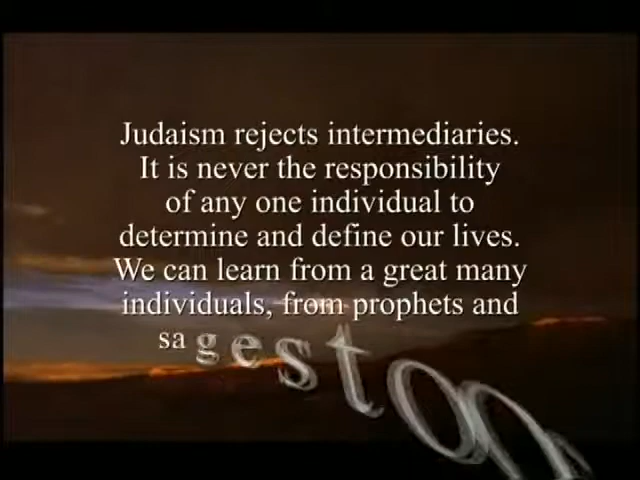 Judaism rejects intermediaries.
It is never the responsibility
of any one individual to
determine and define our lives.
We can learn from a great many
individuals, from prophets and
sages to o